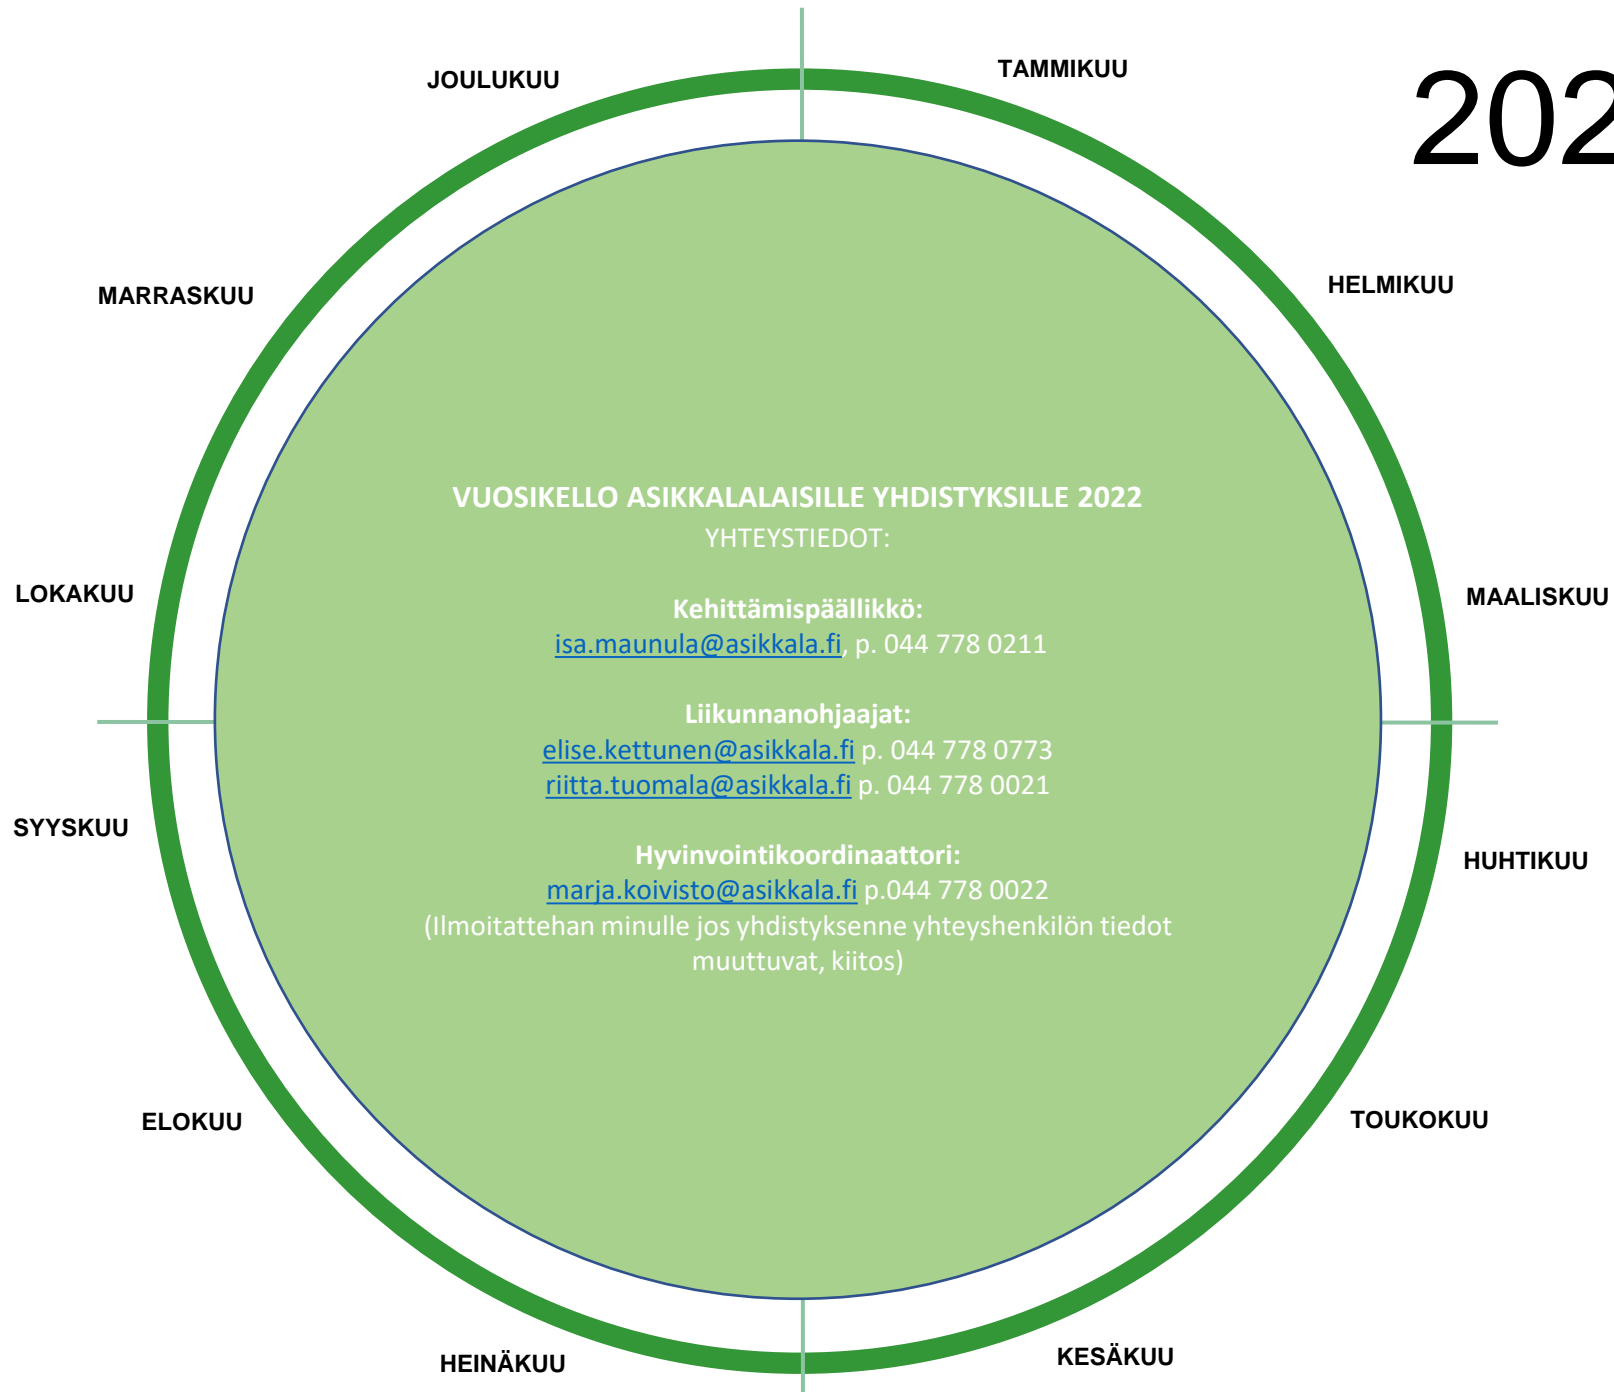 202
JOULUKUU
TAMMIKUU
HELMIKUU
MARRASKUU
VUOSIKELLO ASIKKALALAISILLE YHDISTYKSILLE 2022
YHTEYSTIEDOT:
Kehittämispäällikkö:
isa.maunula@asikkala.fi, p. 044 778 0211
Liikunnanohjaajat:
elise.kettunen@asikkala.fi p. 044 778 0773
riitta.tuomala@asikkala.fi p. 044 778 0021
Hyvinvointikoordinaattori:
marja.koivisto@asikkala.fi p.044 778 0022
(Ilmoitattehan minulle jos yhdistyksenne yhteyshenkilön tiedot
muuttuvat, kiitos)
LOKAKUU
MAALISKUU
SYYSKUU
HUHTIKUU
ELOKUU
TOUKOKUU
HEINÄKUU
KESÄKUU